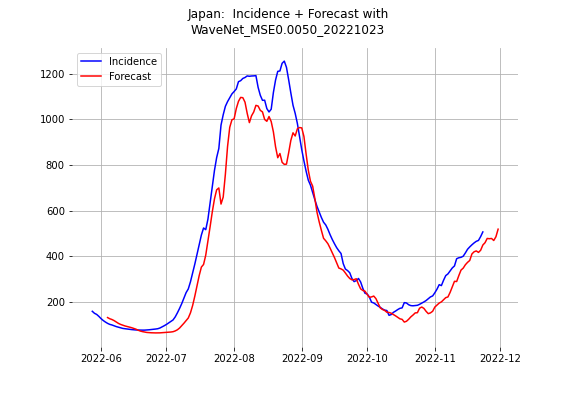 Japan:  Incidence + Forecast with
WaveNet_MSE0.0050_20221023
Incidence
Forecast
1200
1000
800
600
400
200
2022-06 2022-07 2022-08 2022-09 2022-10 2022-11 2022-12